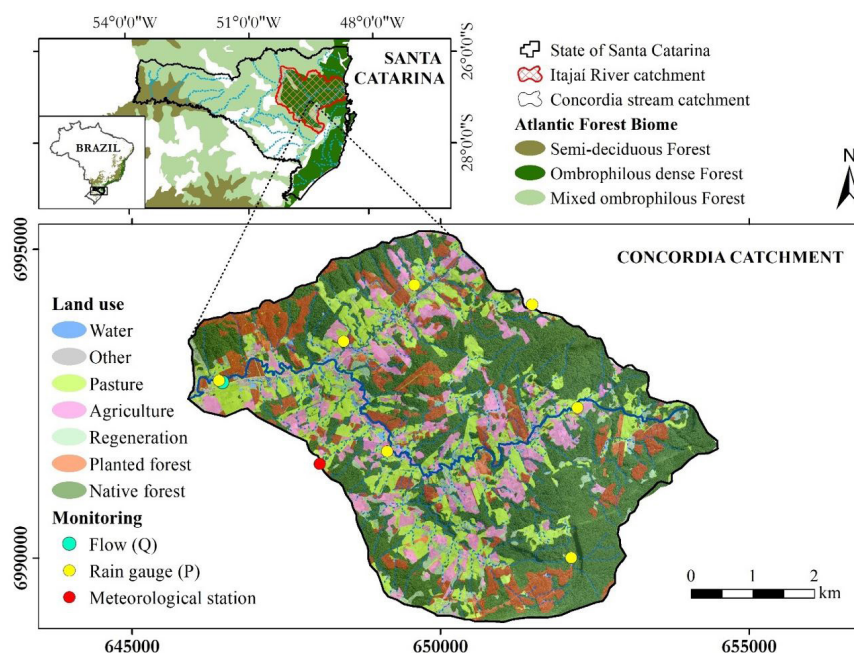 54°0'0"W 51°0'0"W 48°0'0"W
SANTA
CATARINA
26°0'0"S
28°0'0"S
BRAZIL
State of Santa Catarina
Itajaí River catchment
Concordia stream catchment
Atlantic Forest Biome
Semi-deciduous Forest
Ombrophilous dense Forest
Mixed ombrophilous Forest
N
6995000
CONCORDIA CATCHMENT
Land use
Water
Other
Pasture
Agriculture
Regeneration
Planted forest
Native forest
Monitoring
Flow (Q)
Rain gauge (P)
Meteorological station
6990000
0 1 2
km
645000 650000 655000